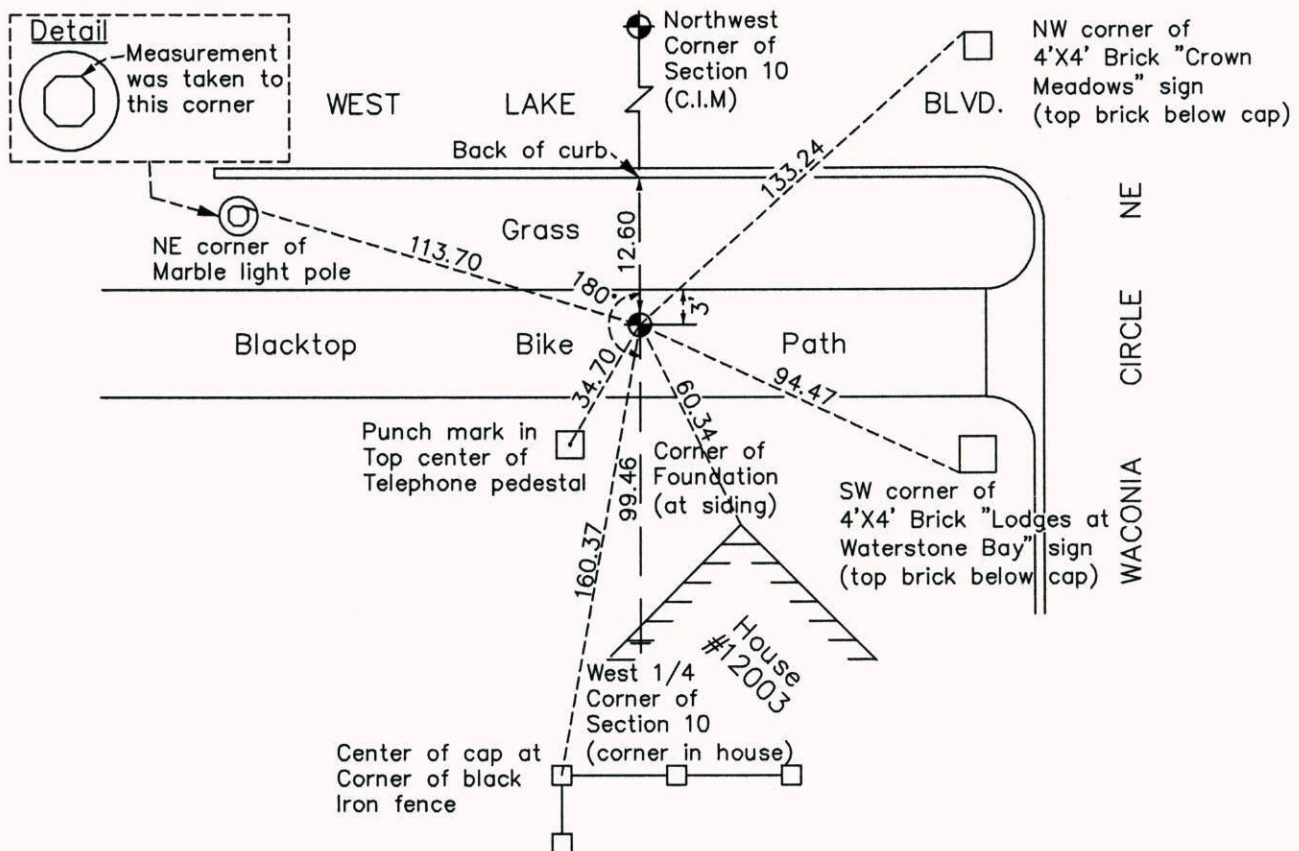 Detail
Measurement
was taken to
this corner
Northwest
Corner of
Section 10
(C.I.M)
NW corner of
4'X4' Brick "Crown
Meadows" sign
(top brick below cap)
WEST LAKE BLVD.
Back of curb
133.24
NE corner of
Marble light pole
113.70
Grass
12.60
180°
3'
Blacktop Bike Path
WACONIA CIRCLE NE
34.70
60.34
94.47
Punch mark in
Top center of
Telephone pedestal
99.46
160.37
Corner of
Foundation
(at siding)
SW corner of
4'X4' Brick "Lodges at
Waterstone Bay" sign
(top brick below cap)
House
#12003
West 1/4
Corner of
Section 10
(corner in house)
Center of cap at
Corner of black
Iron fence